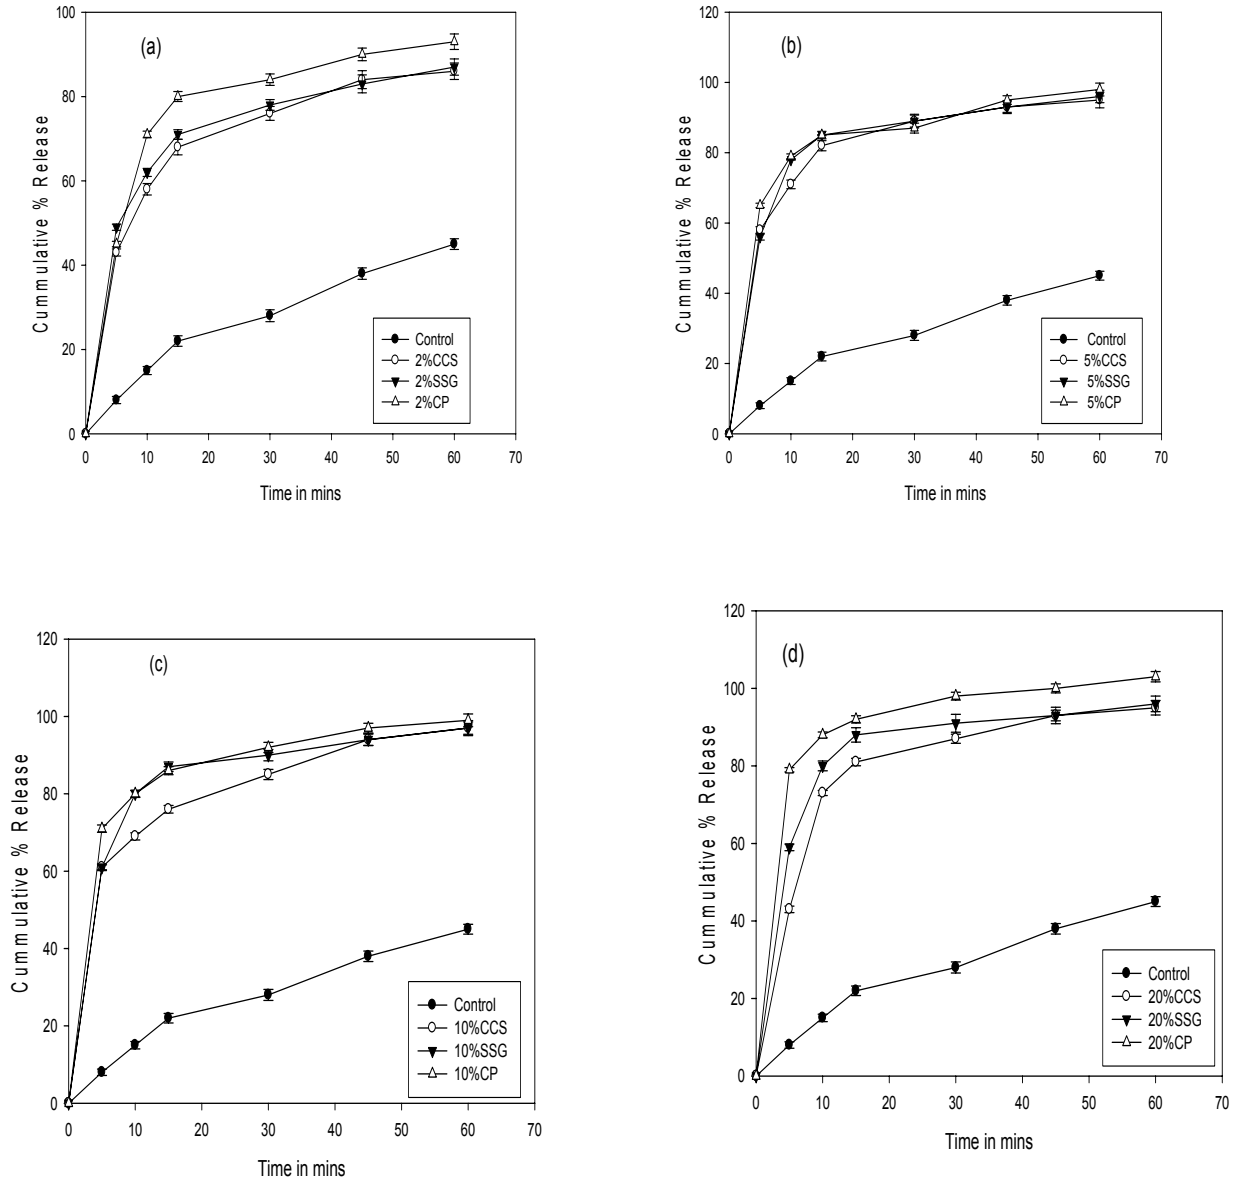 (a)
Cummulative % Release
100
80
60
40
20
0
0 10 20 30 40 50 60 70
Time in mins
Control
2%CCS
2%SSG
2%CP
(b)
Cummulative % Release
120
100
80
60
40
20
0
0 10 20 30 40 50 60 70
Time in mins
Control
5%CCS
5%SSG
5%CP
(c)
Cummulative % Release
120
100
80
60
40
20
0
0 10 20 30 40 50 60 70
Time in mins
Control
10%CCS
10%SSG
10%CP
(d)
Cummulative % Release
120
100
80
60
40
20
0
0 10 20 30 40 50 60 70
Time in mins
Control
20%CCS
20%SSG
20%CP